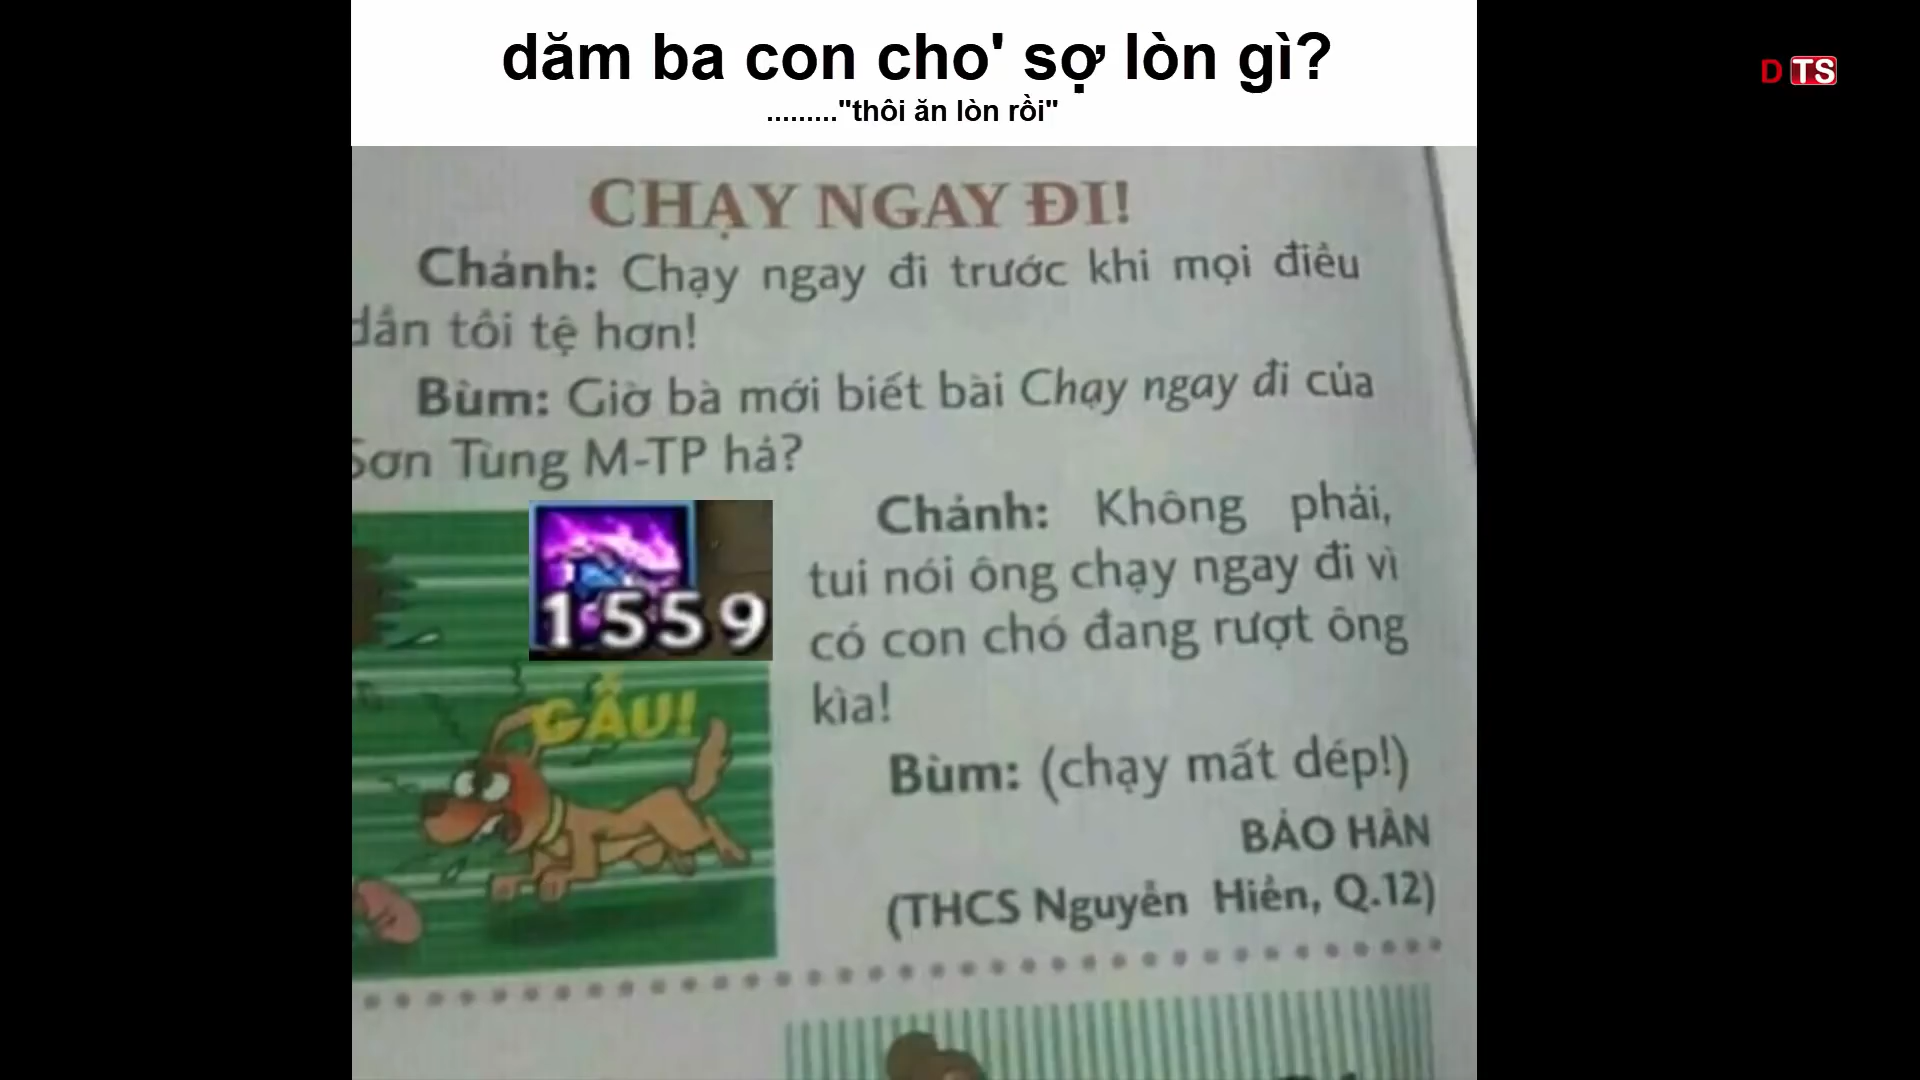 dăm ba con cho' sợ lòn gì?
........."thôi ăn lòn rồi"
D TS
CHẠY NGAY ĐI!
Chảnh: Chạy ngay đi trước khi mọi điều
dần tồi tệ hơn!
Bùm: Giờ bà mới biết bài Chạy ngay đi của
Sơn Tùng M-TP hả?
1559
Chảnh: Không phải,
tui nói ông chạy ngay đi vì
có con chó đang rượt ông
kìa!
GẤU!
Bùm: (chạy mất dép!)
BẢO HÂN
(THCS Nguyễn Hiền, Q.12)